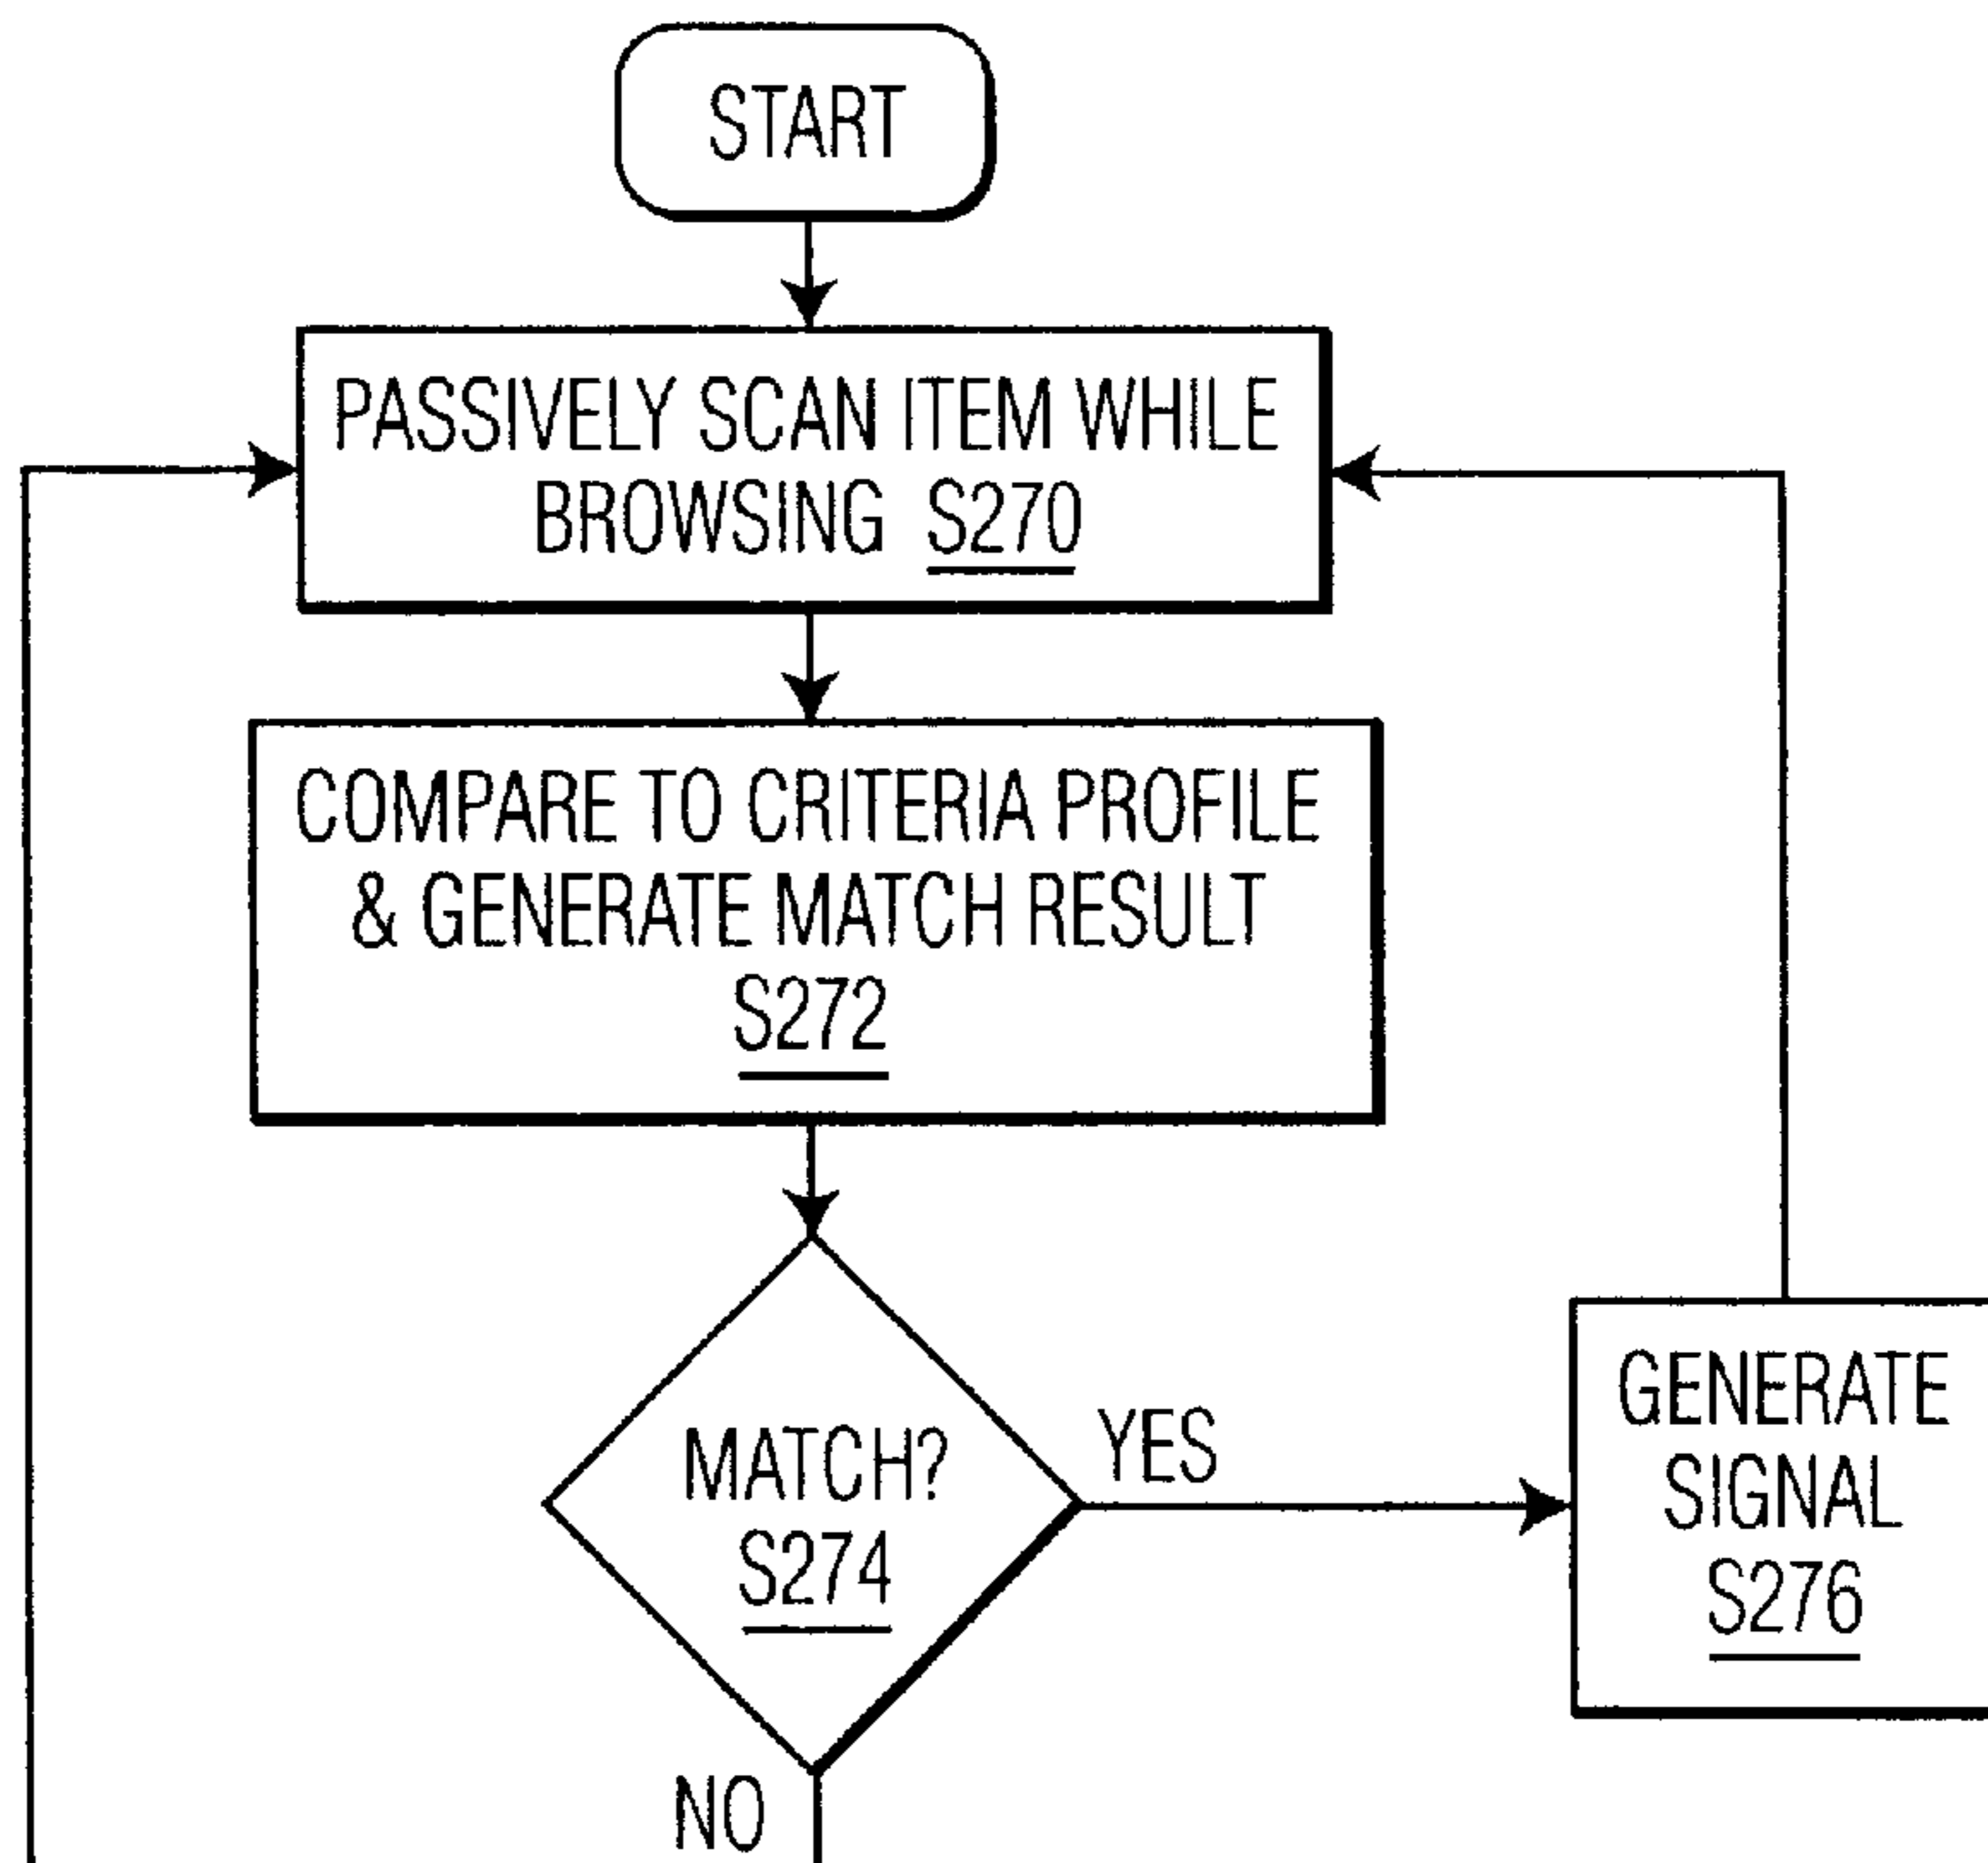 START
PASSIVELY SCAN ITEM WHILE
BROWSING S270
COMPARE TO CRITERIA PROFILE
& GENERATE MATCH RESULT
S272
MATCH?
S274
YES
GENERATE
SIGNAL
S276
NO